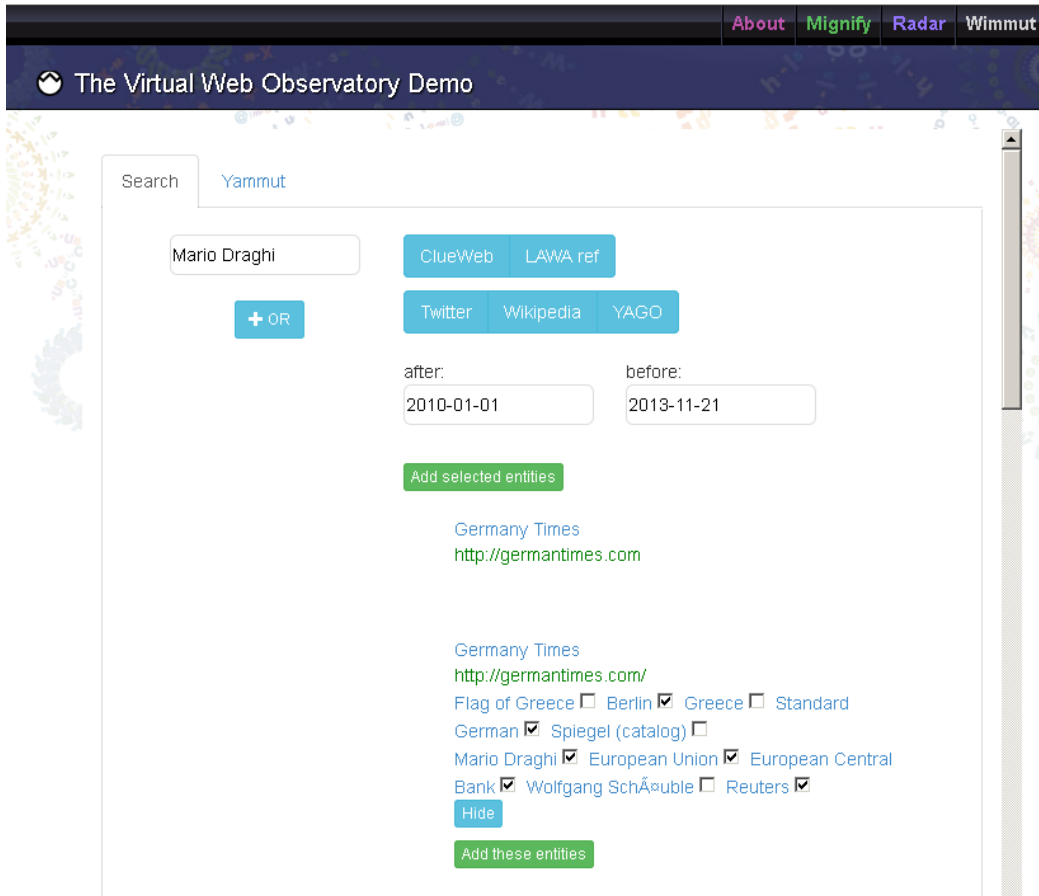 About Mignify Radar Wimmut
The Virtual Web Observatory Demo
Search Yammut
Mario Draghi ClueWeb LAWA ref
+ OR Twitter Wikipedia YAGO
after: before:
2010-01-01 2013-11-21
Add selected entities
Germany Times
http://germantimes.com
Germany Times
http://germantimes.com/
Flag of Greece Berlin Greece Standard
German Spiegel (catalog)
Mario Draghi European Union European Central
Bank Wolfgang Schäuble Reuters
Hide
Add these entities